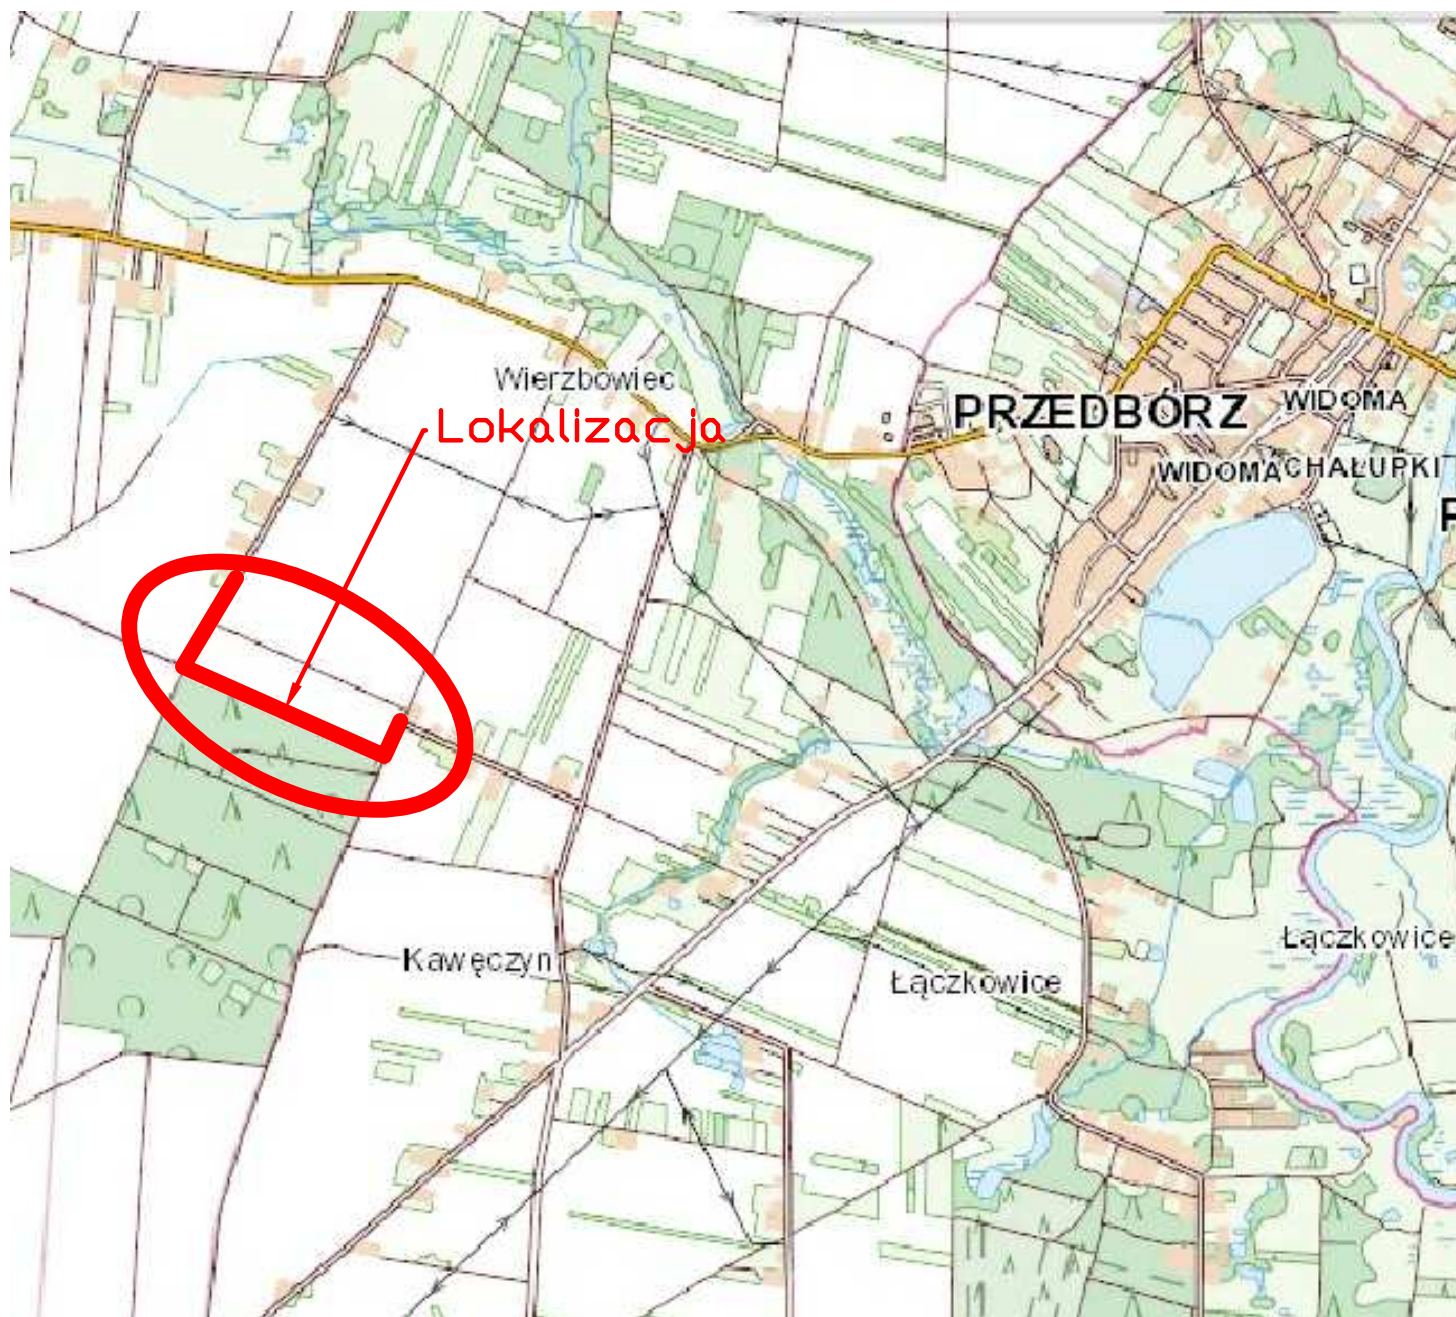 Wierzbowiec
Lokalizacja
PRZEDBÓRZ
WIDOMA
WIDOMA
CHAŁUPKI
P
Kawęczyn
Łączkowice
Łączkowice